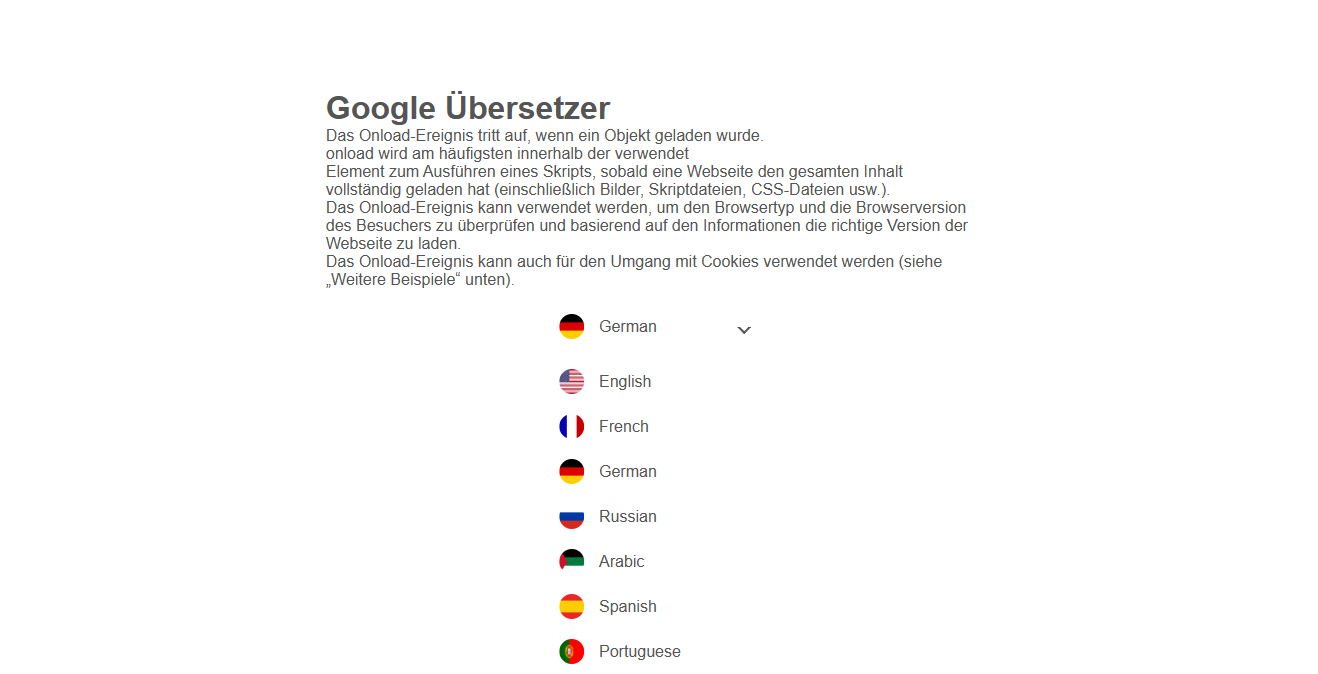 Google Übersetzer
Das Onload-Ereignis tritt auf, wenn ein Objekt geladen wurde.
onload wird am häufigsten innerhalb der verwendet
Element zum Ausführen eines Skripts, sobald eine Webseite den gesamten Inhalt
vollständig geladen hat (einschließlich Bilder, Skriptdateien, CSS-Dateien usw.).
Das Onload-Ereignis kann verwendet werden, um den Browsertyp und die Browserversion
des Besuchers zu überprüfen und basierend auf den Informationen die richtige Version der
Webseite zu laden.
Das Onload-Ereignis kann auch für den Umgang mit Cookies verwendet werden (siehe
„Weitere Beispiele“ unten).
German
English
French
German
Russian
Arabic
Spanish
Portuguese